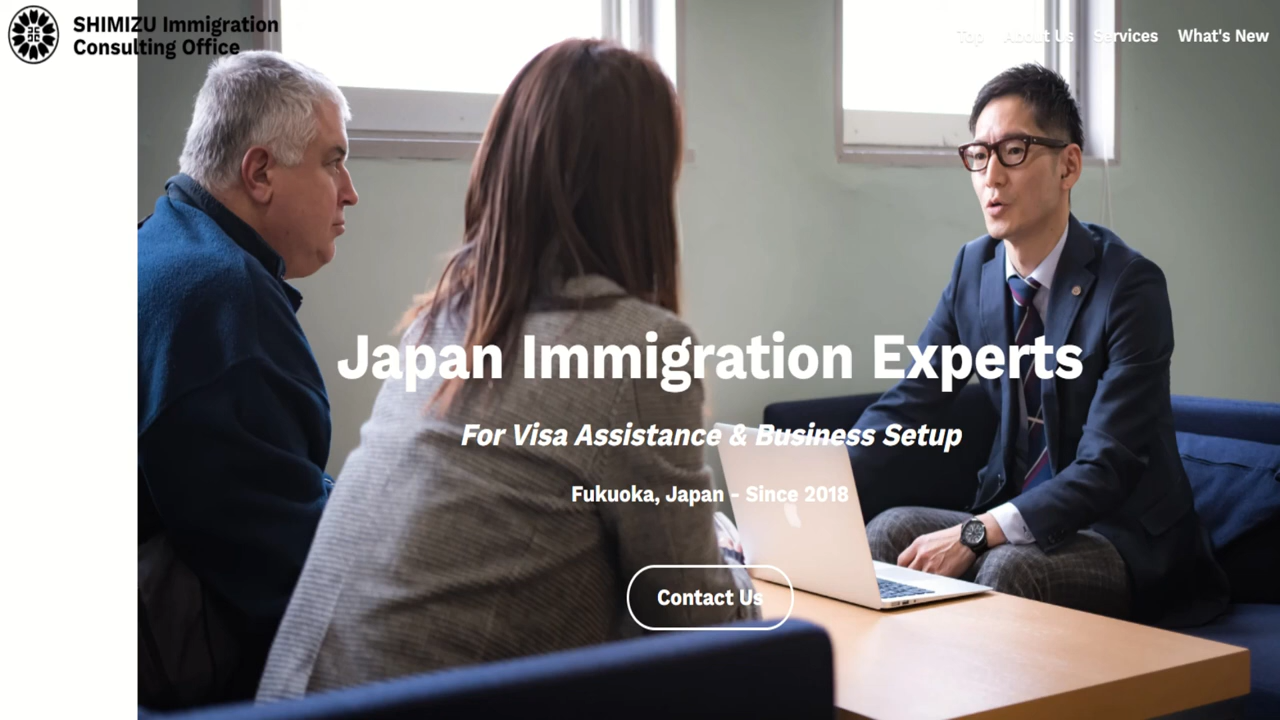 SHIMIZU Immigration
Consulting Office
Top About Us Services What's New
Japan Immigration Experts
For Visa Assistance & Business Setup
Fukuoka, Japan - Since 2018
Contact Us